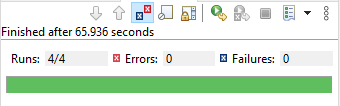 Finished after 65.936 seconds
Runs: 4/4 Errors: 0 Failures: 0